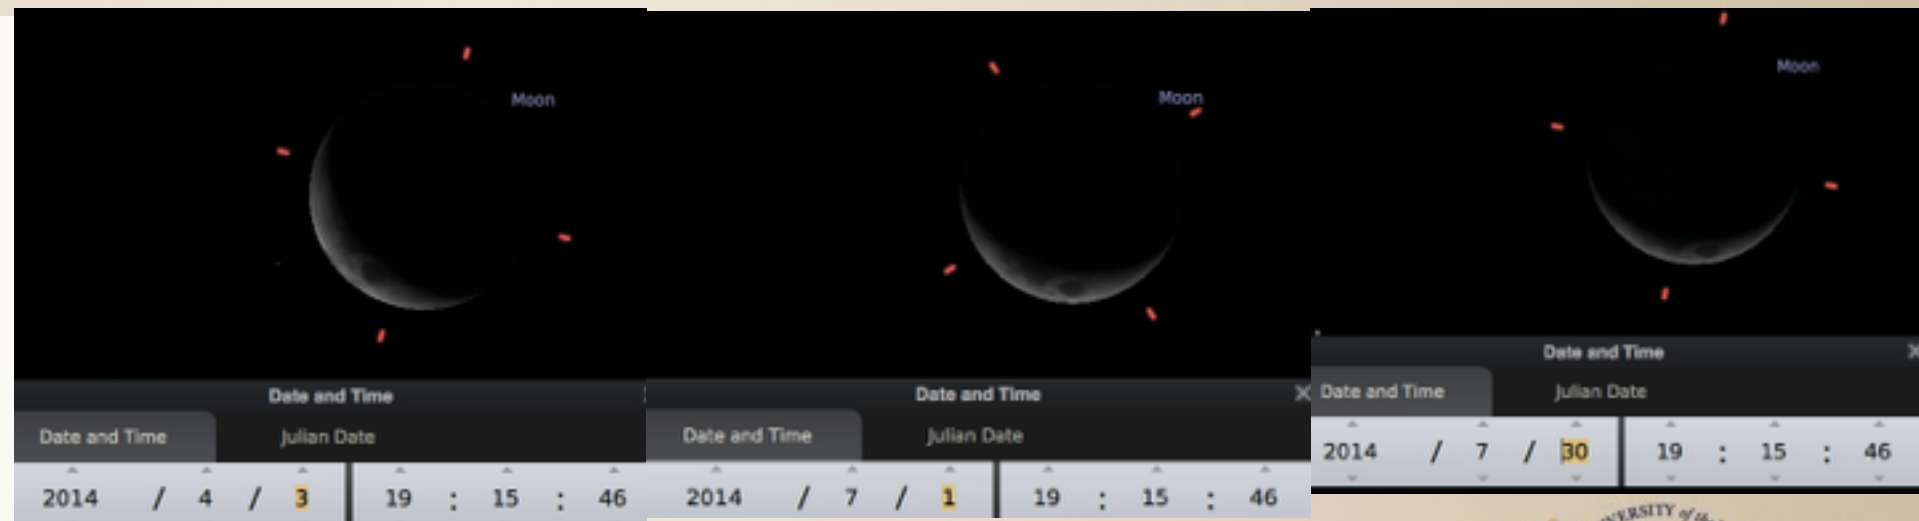 Moon
Date and Time
Date and Time Julian Date
2014 / 4 / 3 19 : 15 : 46
Moon
Date and Time X
Date and Time Julian Date
2014 / 7 / 1 19 : 15 : 46
Moon
Date and Time X
Date and Time Julian Date
2014 / 7 / 30 19 : 15 : 46